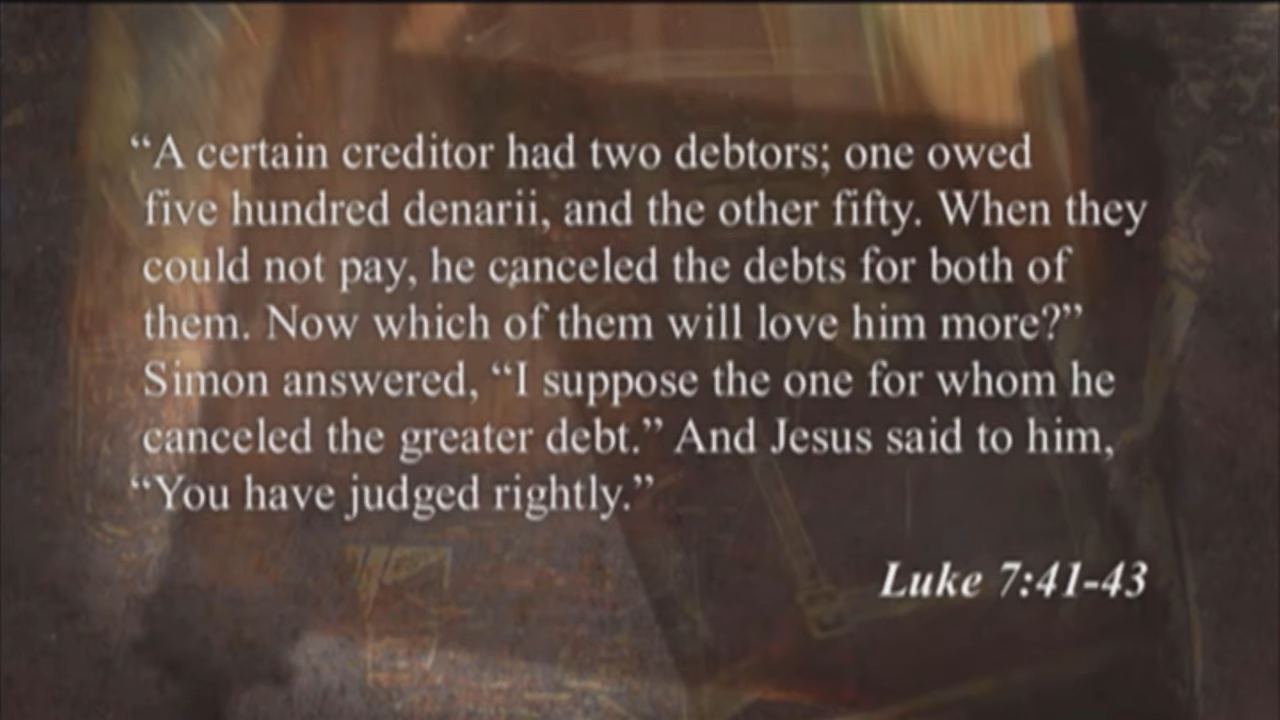 “A certain creditor had two debtors; one owed
five hundred denarii, and the other fifty. When they
could not pay, he canceled the debts for both of
them. Now which of them will love him more?”
Simon answered, “I suppose the one for whom he
canceled the greater debt.” And Jesus said to him,
“You have judged rightly.”
Luke 7:41-43